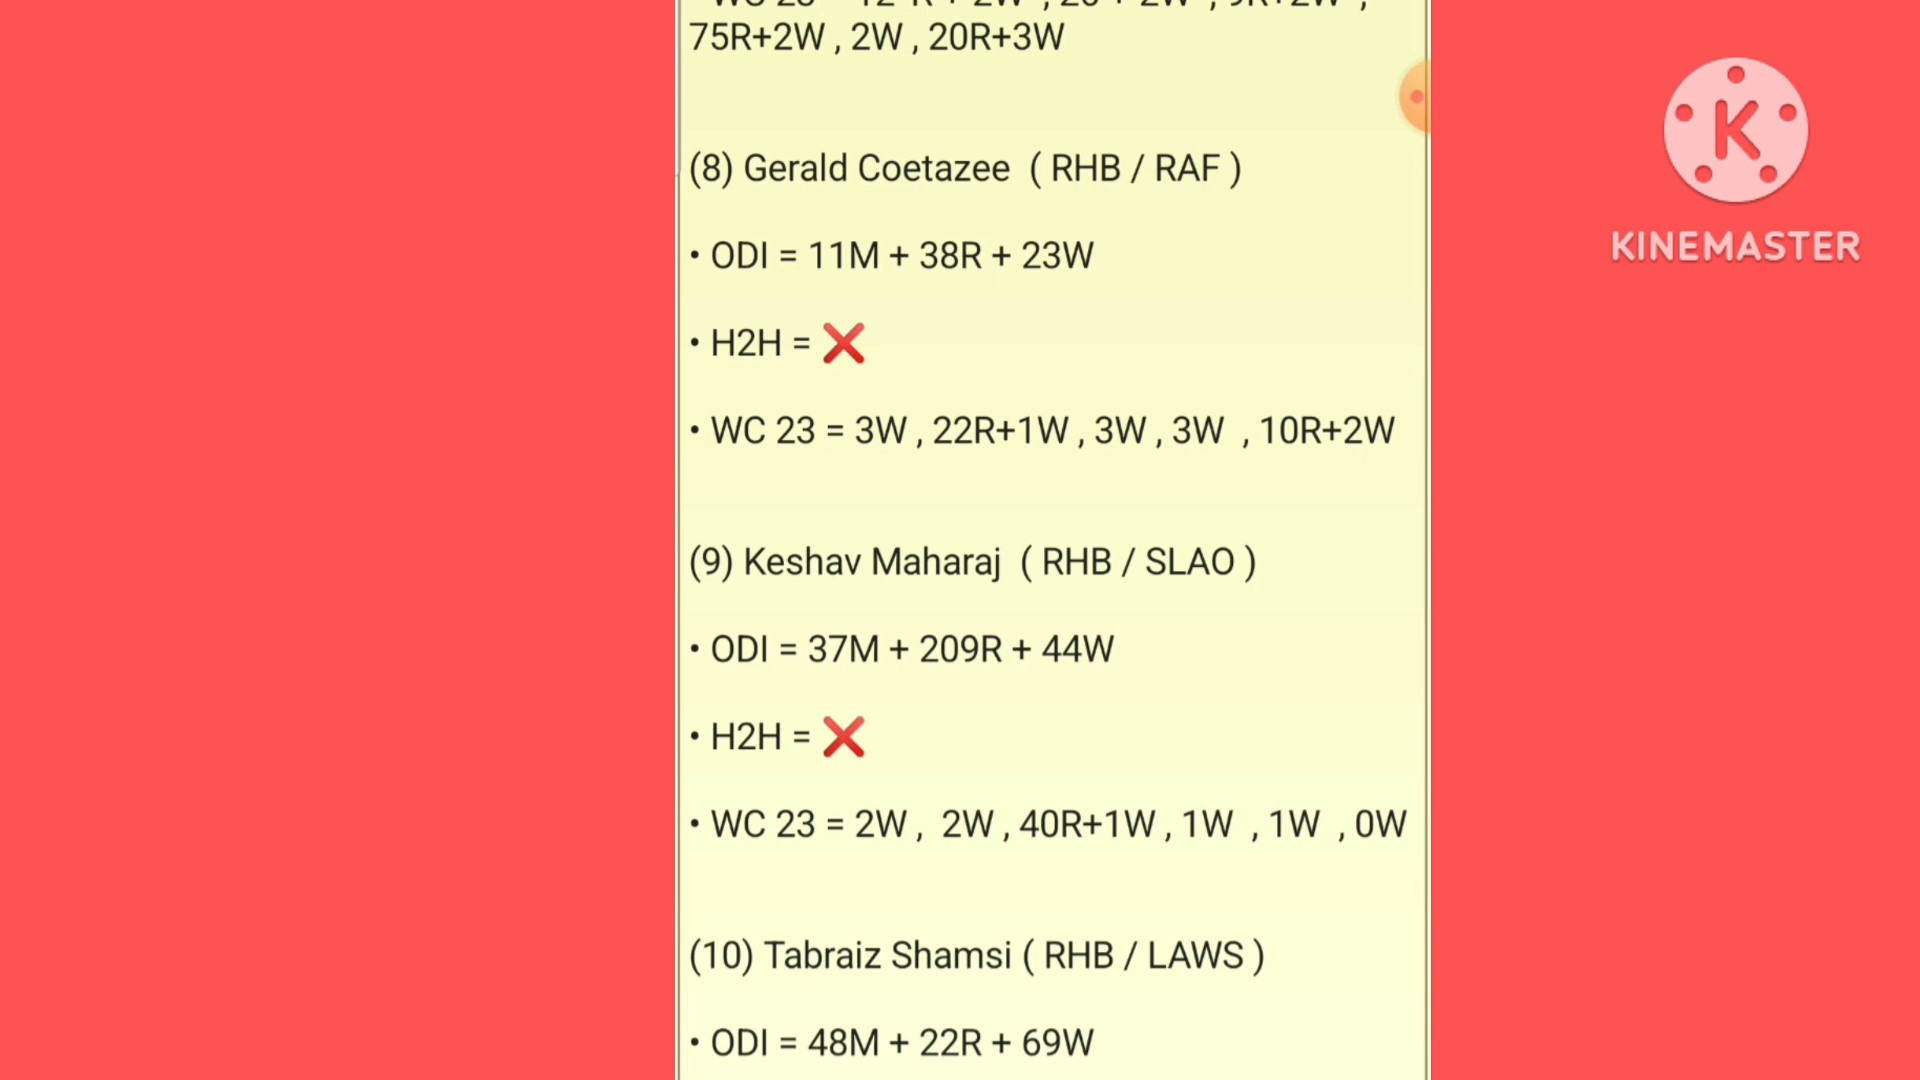 75R+2W , 2W , 20R+3W
(8) Gerald Coetazee ( RHB / RAF )
• ODI = 11M + 38R + 23W
• H2H = ❌
• WC 23 = 3W , 22R+1W , 3W , 3W , 10R+2W
(9) Keshav Maharaj ( RHB / SLAO )
• ODI = 37M + 209R + 44W
• H2H = ❌
• WC 23 = 2W , 2W , 40R+1W , 1W , 1W , 0W
(10) Tabraiz Shamsi ( RHB / LAWS )
• ODI = 48M + 22R + 69W
K
KINEMASTER